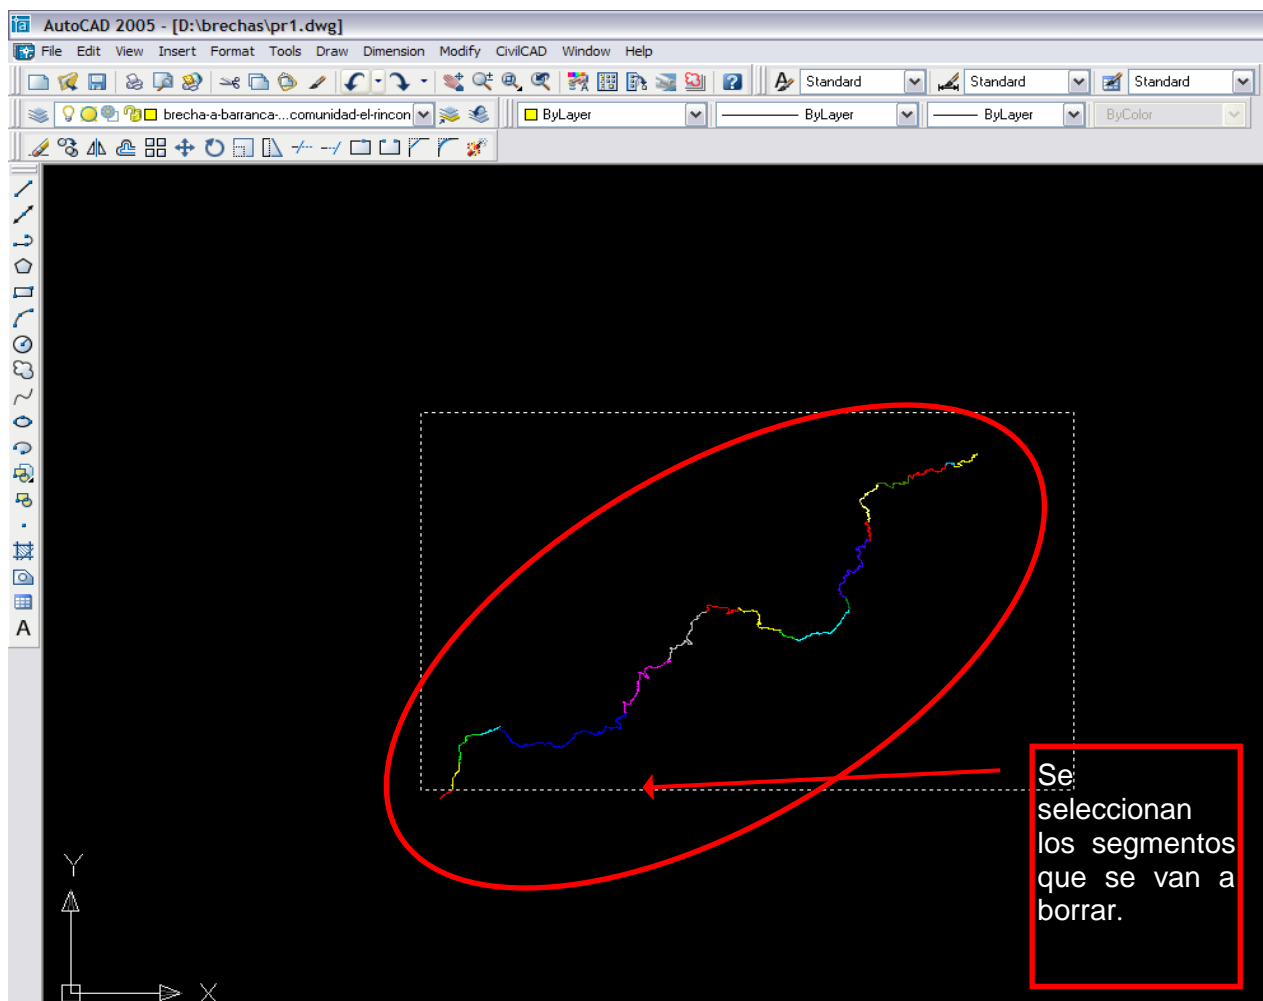 AutoCAD 2005 - [D:\brechas\pr1.dwg]
File Edit View Insert Format Tools Draw Dimension Modify CivilCAD Window Help
Standard Standard Standard
brecha-a-barranca-...comunidad-el-rincon ByLayer ByLayer ByLayer ByColor
A
Se
seleccionan
los segmentos
que se van a
borrar.
Y
X